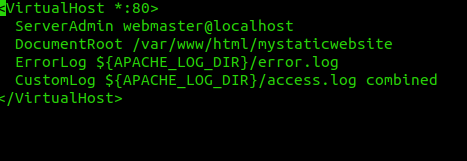 <VirtualHost *:80>
  ServerAdmin webmaster@localhost
  DocumentRoot /var/www/html/mystaticwebsite
  ErrorLog ${APACHE_LOG_DIR}/error.log
  CustomLog ${APACHE_LOG_DIR}/access.log combined
</VirtualHost>